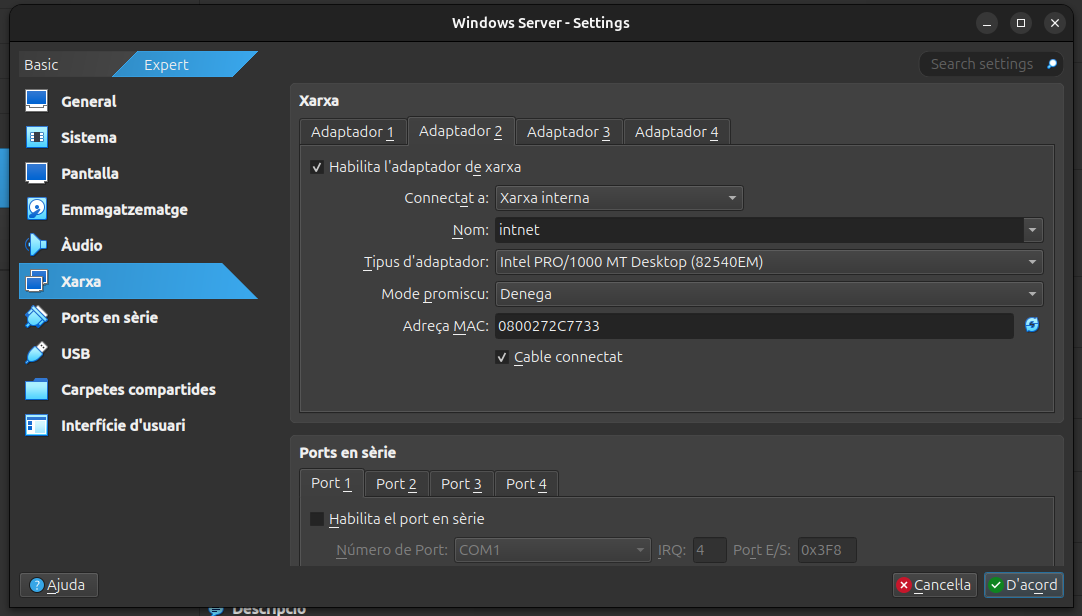 Windows Server - Settings
Basic
Expert
Search settings
General
Sistema
Pantalla
Emmagatzematge
Àudio
Xarxa
Ports en sèrie
USB
Carpetes compartides
Interfície d'usuari
Xarxa
Adaptador 1
Adaptador 2
Adaptador 3
Adaptador 4
Habilita l'adaptador de xarxa
Connectat a: Xarxa interna
Nom: intnet
Tipus d'adaptador: Intel PRO/1000 MT Desktop (82540EM)
Mode promiscu: Denega
Adreça MAC: 0800272C7733
Cable connectat
Ports en sèrie
Port 1
Port 2
Port 3
Port 4
Habilita el port en sèrie
Número de Port: COM1 IRQ: 4 Port E/S: 0x3F8
Ajuda
Cancel·la
D'acord
Descripció